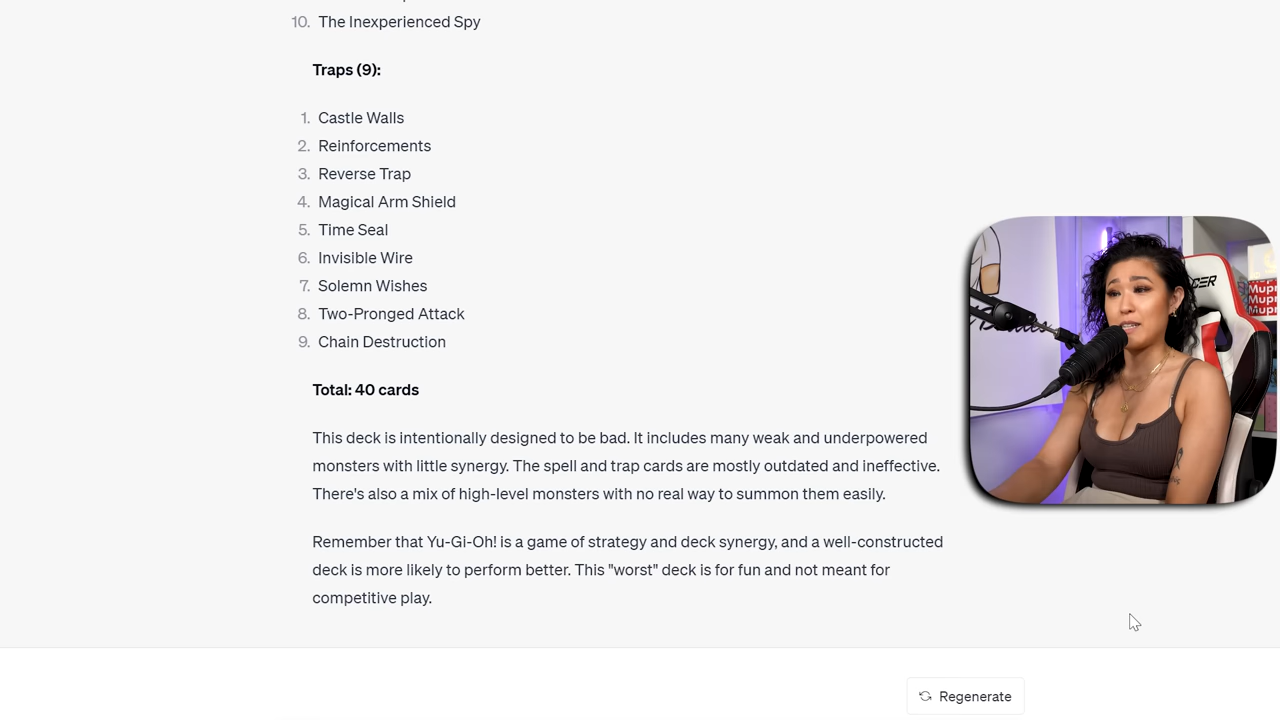 10. The Inexperienced Spy
Traps (9):
1. Castle Walls
2. Reinforcements
3. Reverse Trap
4. Magical Arm Shield
5. Time Seal
6. Invisible Wire
7. Solemn Wishes
8. Two-Pronged Attack
9. Chain Destruction
Total: 40 cards
This deck is intentionally designed to be bad. It includes many weak and underpowered
monsters with little synergy. The spell and trap cards are mostly outdated and ineffective.
There's also a mix of high-level monsters with no real way to summon them easily.
Remember that Yu-Gi-Oh! is a game of strategy and deck synergy, and a well-constructed
deck is more likely to perform better. This "worst" deck is for fun and not meant for
competitive play.
Regenerate